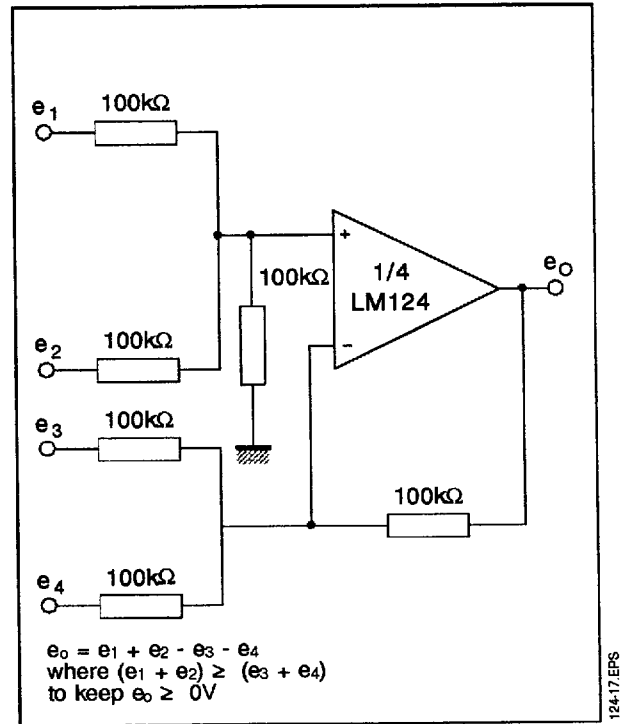 100kΩ
e1
100kΩ
+
1/4
LM124
eo
100kΩ
e2
−
100kΩ
e3
100kΩ
100kΩ
e4
eo = e1 + e2 - e3 - e4
where (e1 + e2) ≥ (e3 + e4)
to keep eo ≥ 0V
124-17.EPS